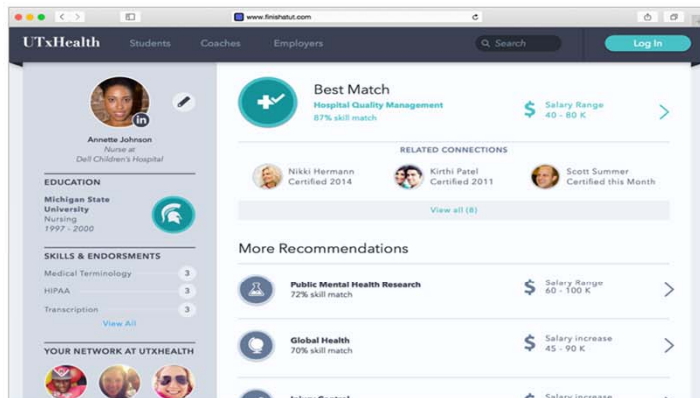 www.finishatut.com
UTxHealth
Students
Coaches
Employers
Search
Log In
in
Annette Johnson
Nurse at
Dell Children's Hospital
EDUCATION
Michigan State
University
Nursing
1997 - 2000
SKILLS & ENDORSMENTS
Medical Terminology 3
HIPAA 3
Transcription 3
View All
YOUR NETWORK AT UTXHEALTH
Best Match
Hospital Quality Management
87% skill match
$ Salary Range
40 - 80 K
RELATED CONNECTIONS
Nikki Hermann
Certified 2014
Kirthi Patel
Certified 2011
Scott Summer
Certified this Month
View all (8)
More Recommendations
Public Mental Health Research
72% skill match
$ Salary Range
60 - 100 K
Global Health
70% skill match
$ Salary increase
45 - 90 K
Injury Control
$ Salary increase